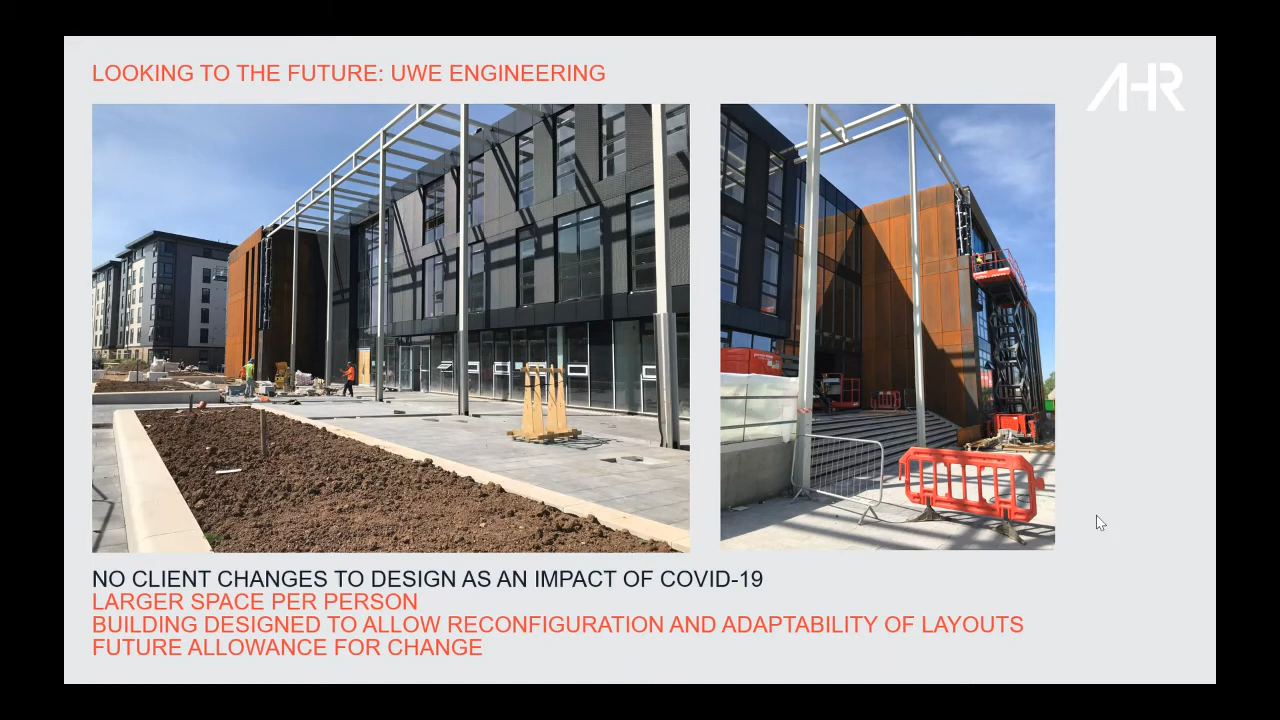 LOOKING TO THE FUTURE: UWE ENGINEERING
AHR
NO CLIENT CHANGES TO DESIGN AS AN IMPACT OF COVID-19
LARGER SPACE PER PERSON
BUILDING DESIGNED TO ALLOW RECONFIGURATION AND ADAPTABILITY OF LAYOUTS
FUTURE ALLOWANCE FOR CHANGE